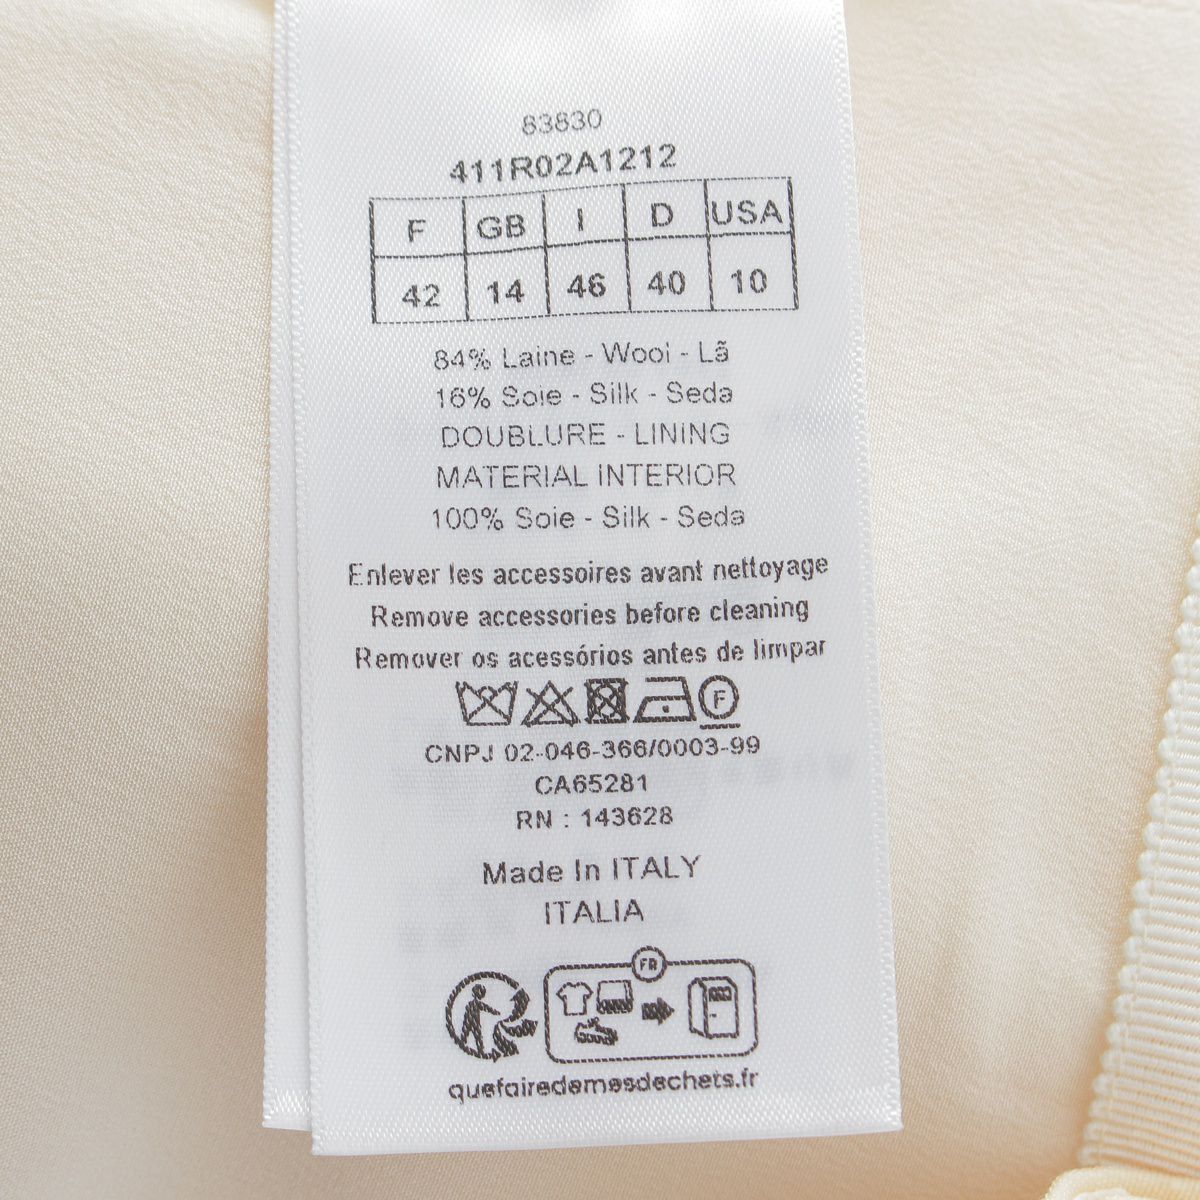 83830
411R02A1212
F GB I D USA
42 14 46 40 10
84% Laine - Wool - Lã
16% Soie - Silk - Seda
DOUBLURE - LINING
MATERIAL INTERIOR
100% Soie - Silk - Seda
Enlever les accessoires avant nettoyage
Remove accessories before cleaning
Remover os acessórios antes de limpar
F
CNPJ 02-046-366/0003-99
CA65281
RN : 143628
Made In ITALY
ITALIA
FR
quefairedemesdechets.fr